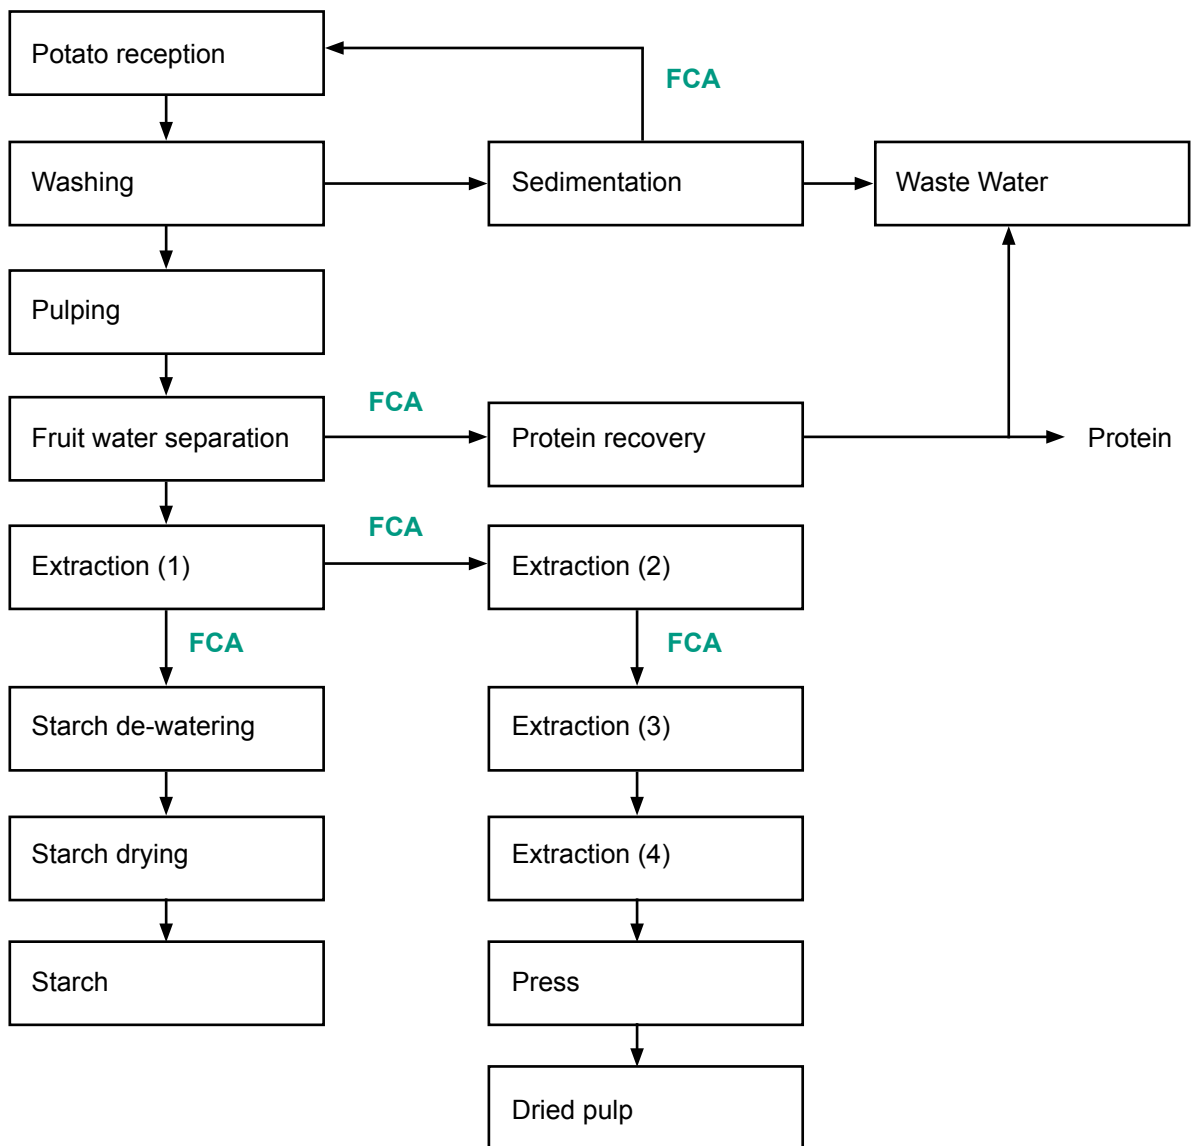 Potato reception
FCA
Washing
Sedimentation
Waste Water
Pulping
FCA
Fruit water separation
Protein recovery
Protein
FCA
Extraction (1)
Extraction (2)
FCA
FCA
Starch de-watering
Extraction (3)
Starch drying
Extraction (4)
Starch
Press
Dried pulp